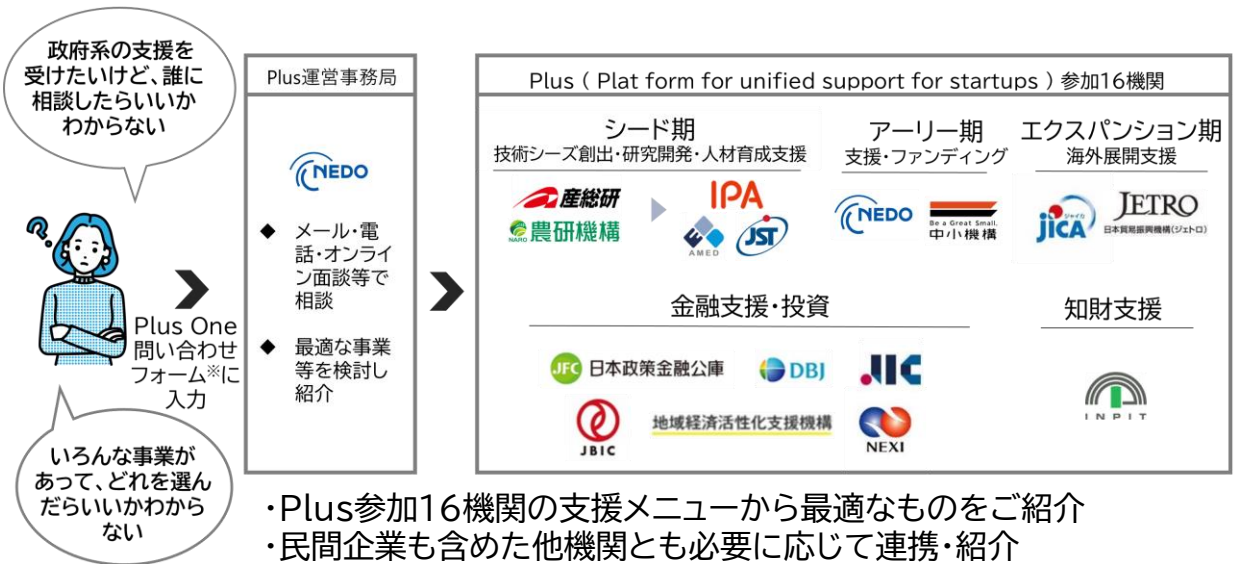 政府系の支援を
受けたいけど、誰に
相談したらいいか
わからない
Plus One
問い合わせ
フォーム※に
入力
いろんな事業が
あって、どれを選ん
だらいいかわから
ない
Plus運営事務局
NEDO
◆ メール・電
話・オンライ
ン面談等で
相談
◆ 最適な事業
等を検討し
紹介
Plus ( Plat form for unified support for startups ) 参加16機関
シード期
技術シーズ創出・研究開発・人材育成支援
産総研
NARO 農研機構
IPA
AMED
JST
アーリー期
支援・ファンディング
NEDO
Be a Great Small.
中小機構
エクスパンション期
海外展開支援
ジャイカ
jica
JETRO
日本貿易振興機構(ジェトロ)
金融支援・投資
JFC 日本政策金融公庫
DBJ
JIC
JBIC
地域経済活性化支援機構
NEXI
知財支援
INPIT
・Plus参加16機関の支援メニューから最適なものをご紹介
・民間企業も含めた他機関とも必要に応じて連携・紹介